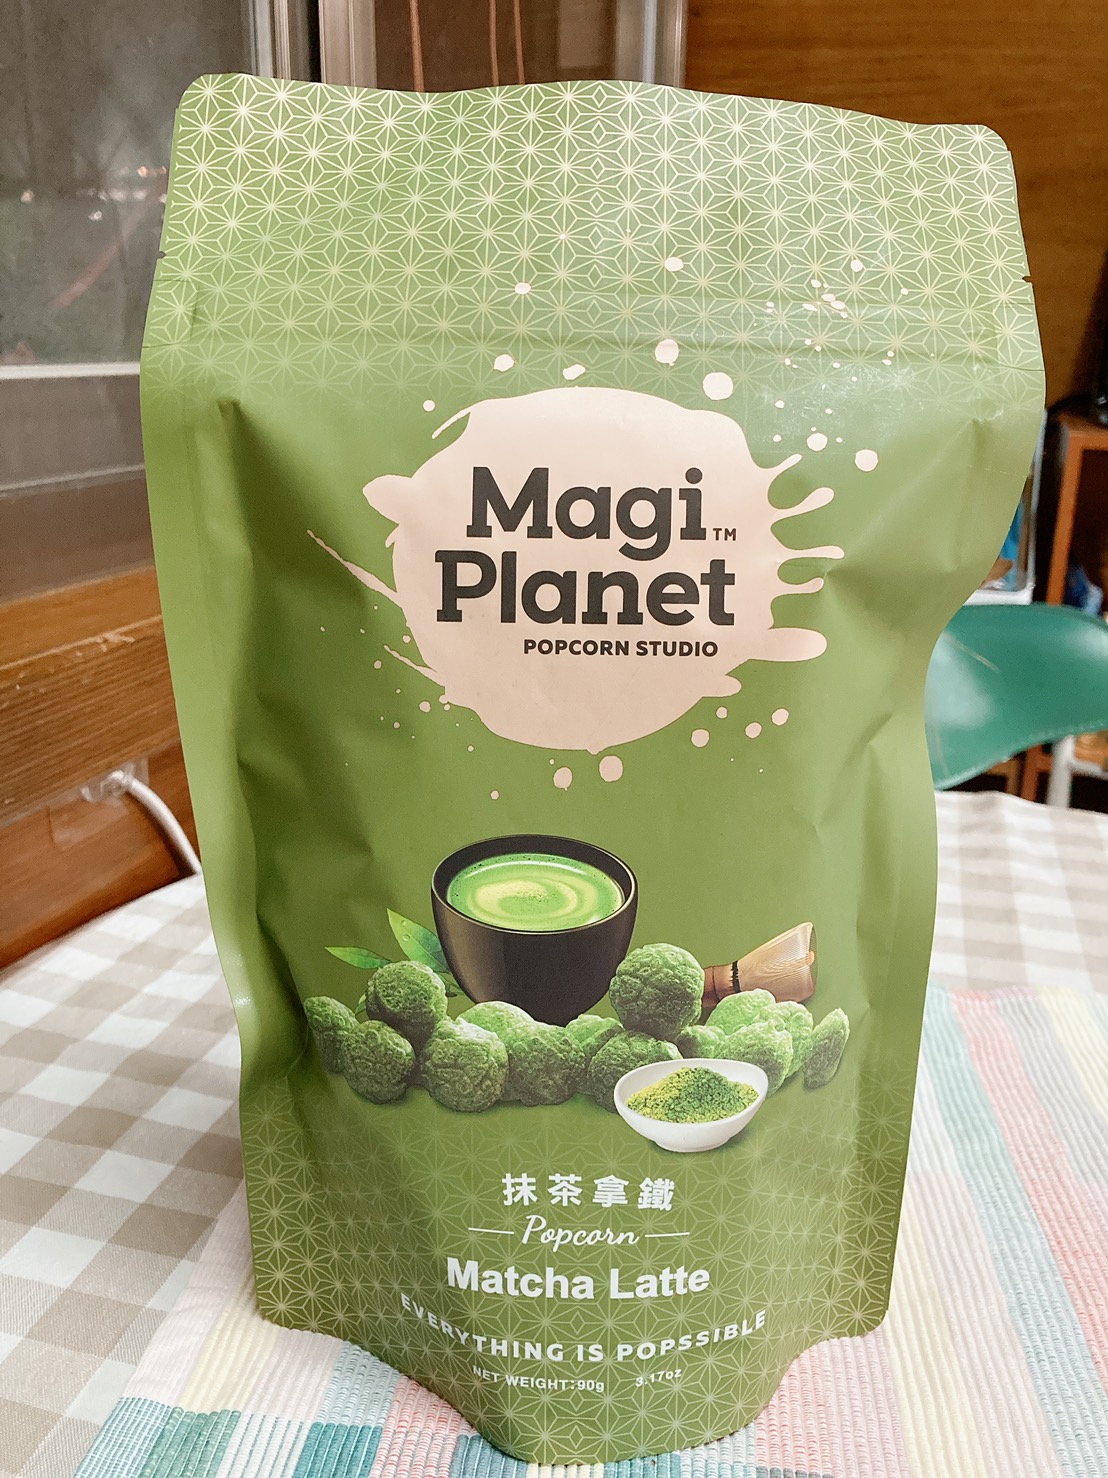 Magi™
Planet
POPCORN STUDIO
抹茶拿鐵
Popcorn
Matcha Latte
EVERYTHING IS POPSSIBLE
NET WEIGHT:90g 3.17oz